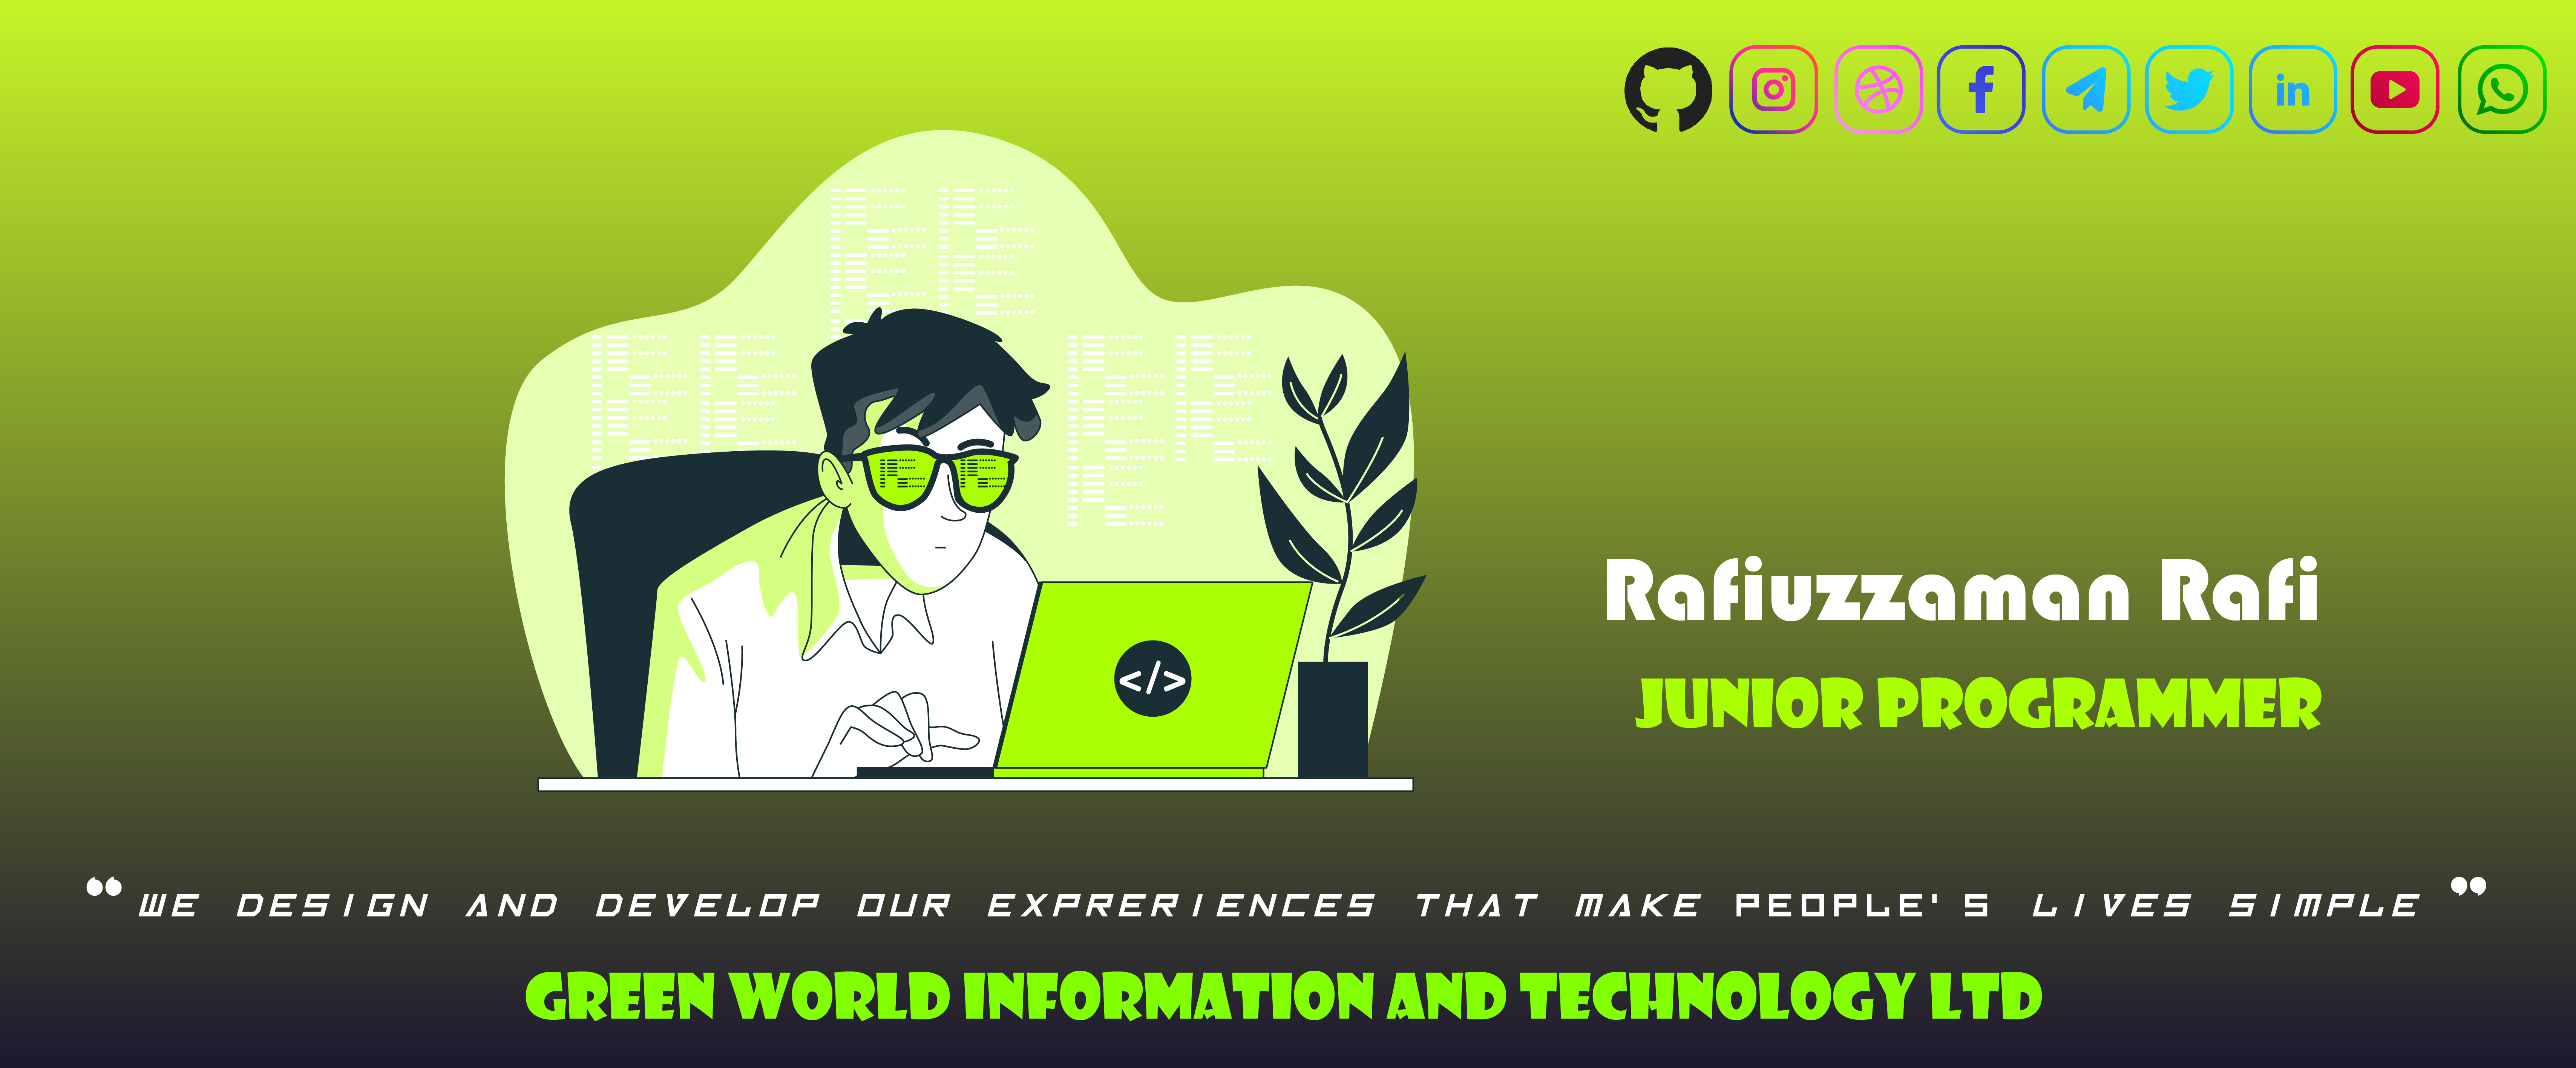 in
Rafiuzzaman Rafi
JUNIOR PROGRAMMER
</>
❝ WE DESIGN AND DEVELOP OUR EXPRERIENCES THAT MAKE PEOPLE'S LIVES SIMPLE ❞
GREEN WORLD INFORMATION AND TECHNOLOGY LTD